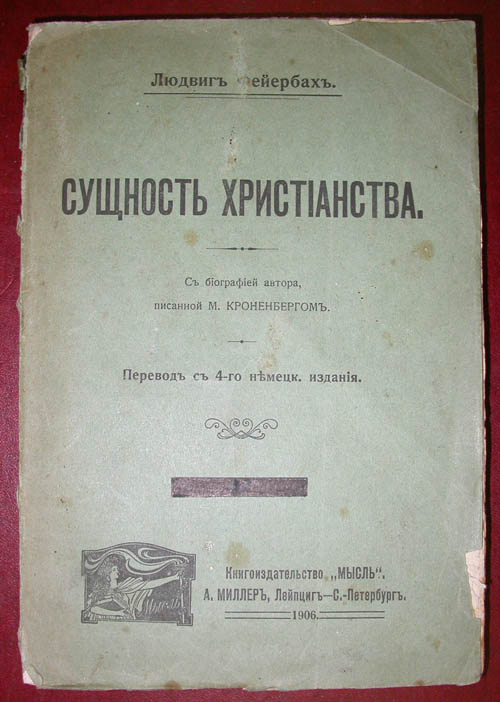 Людвигъ Фейербахъ.
СУЩНОСТЬ ХРИСТІАНСТВА.
Съ біографіей автора,
писанной М. КРОНЕНБЕРГОМЪ.
Переводъ съ 4-го нѣмецк. изданія.
Мысль
Книгоиздательство „МЫСЛЬ".
А. МИЛЛЕРЪ, Лейпцигъ—С.-Петербургъ.
1906.